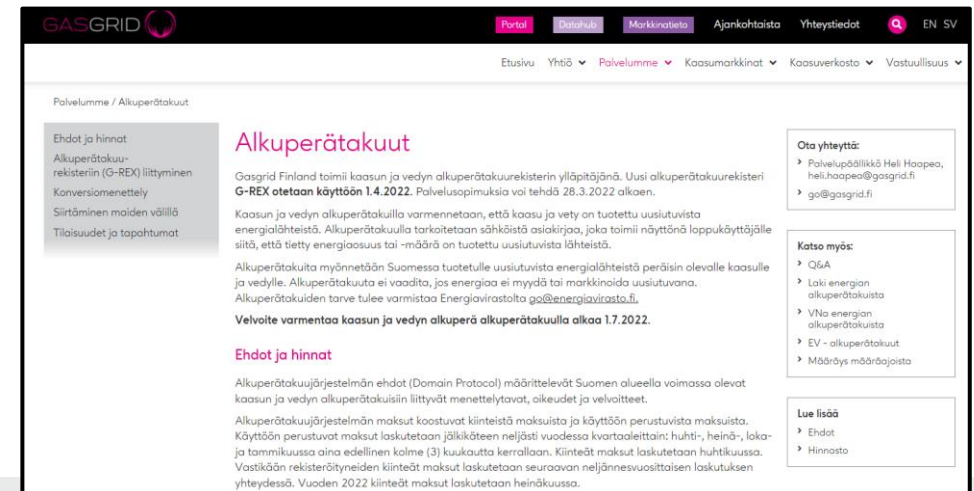 GASGRID
Portal Datahub Markkinatieto Ajankohtaista Yhteystiedot EN SV
Etusivu Yhtiö Palvelumme Kaasumarkkinat Kaasuverkosto Vastuullisuus
Palvelumme / Alkuperätakuut
Ehdot ja hinnat
Alkuperätakuu-
rekisteriin (G-REX) liittyminen
Konversiomenettely
Siirtäminen maiden välillä
Tilaisuudet ja tapahtumat
Alkuperätakuut
Gasgrid Finland toimii kaasun ja vedyn alkuperätakuurekisterin ylläpitäjänä. Uusi alkuperätakuurekisteri
G-REX otetaan käyttöön 1.4.2022. Palvelusopimuksia voi tehdä 28.3.2022 alkaen.
Kaasun ja vedyn alkuperätakuilla varmennetaan, että kaasu ja vety on tuotettu uusiutuvista
energialähteistä. Alkuperätakuulla tarkoitetaan sähköistä asiakirjaa, joka toimii näyttönä loppukäyttäjälle
siitä, että tietty energiaosuus tai -määrä on tuotettu uusiutuvista lähteistä.
Alkuperätakuita myönnetään Suomessa tuotetulle uusiutuvista energialähteistä peräisin olevalle kaasulle
ja vedylle. Alkuperätakuuta ei vaadita, jos energiaa ei myydä tai markkinoida uusiutuvana.
Alkuperätakuiden tarve tulee varmistaa Energiavirastolta go@energiavirasto.fi.
Velvoite varmentaa kaasun ja vedyn alkuperä alkuperätakuulla alkaa 1.7.2022.
Ehdot ja hinnat
Alkuperätakuujärjestelmän ehdot (Domain Protocol) määrittelevät Suomen alueella voimassa olevat
kaasun ja vedyn alkuperätakuisiin liittyvät menettelytavat, oikeudet ja velvoitteet.
Alkuperätakuujärjestelmän maksut koostuvat kiinteistä maksuista ja käyttöön perustuvista maksuista.
Käyttöön perustuvat maksut laskutetaan jälkikäteen neljästi vuodessa kvartaaleittain: huhti-, heinä-, loka-
ja tammikuussa aina edellinen kolme (3) kuukautta kerrallaan. Kiinteät maksut laskutetaan huhtikuussa.
Vastikään rekisteröityneiden kiinteät maksut laskutetaan seuraavan neljännesvuosittaisen laskutuksen
yhteydessä. Vuoden 2022 kiinteät maksut laskutetaan heinäkuussa.
Ota yhteyttä:
Palvelupäällikkö Heli Haapea,
heli.haapea@gasgrid.fi
go@gasgrid.fi
Katso myös:
Q&A
Laki energian
alkuperätakuista
VNa energian
alkuperätakuista
EV - alkuperätakuut
Määräys määräajoista
Lue lisää
Ehdot
Hinnasto